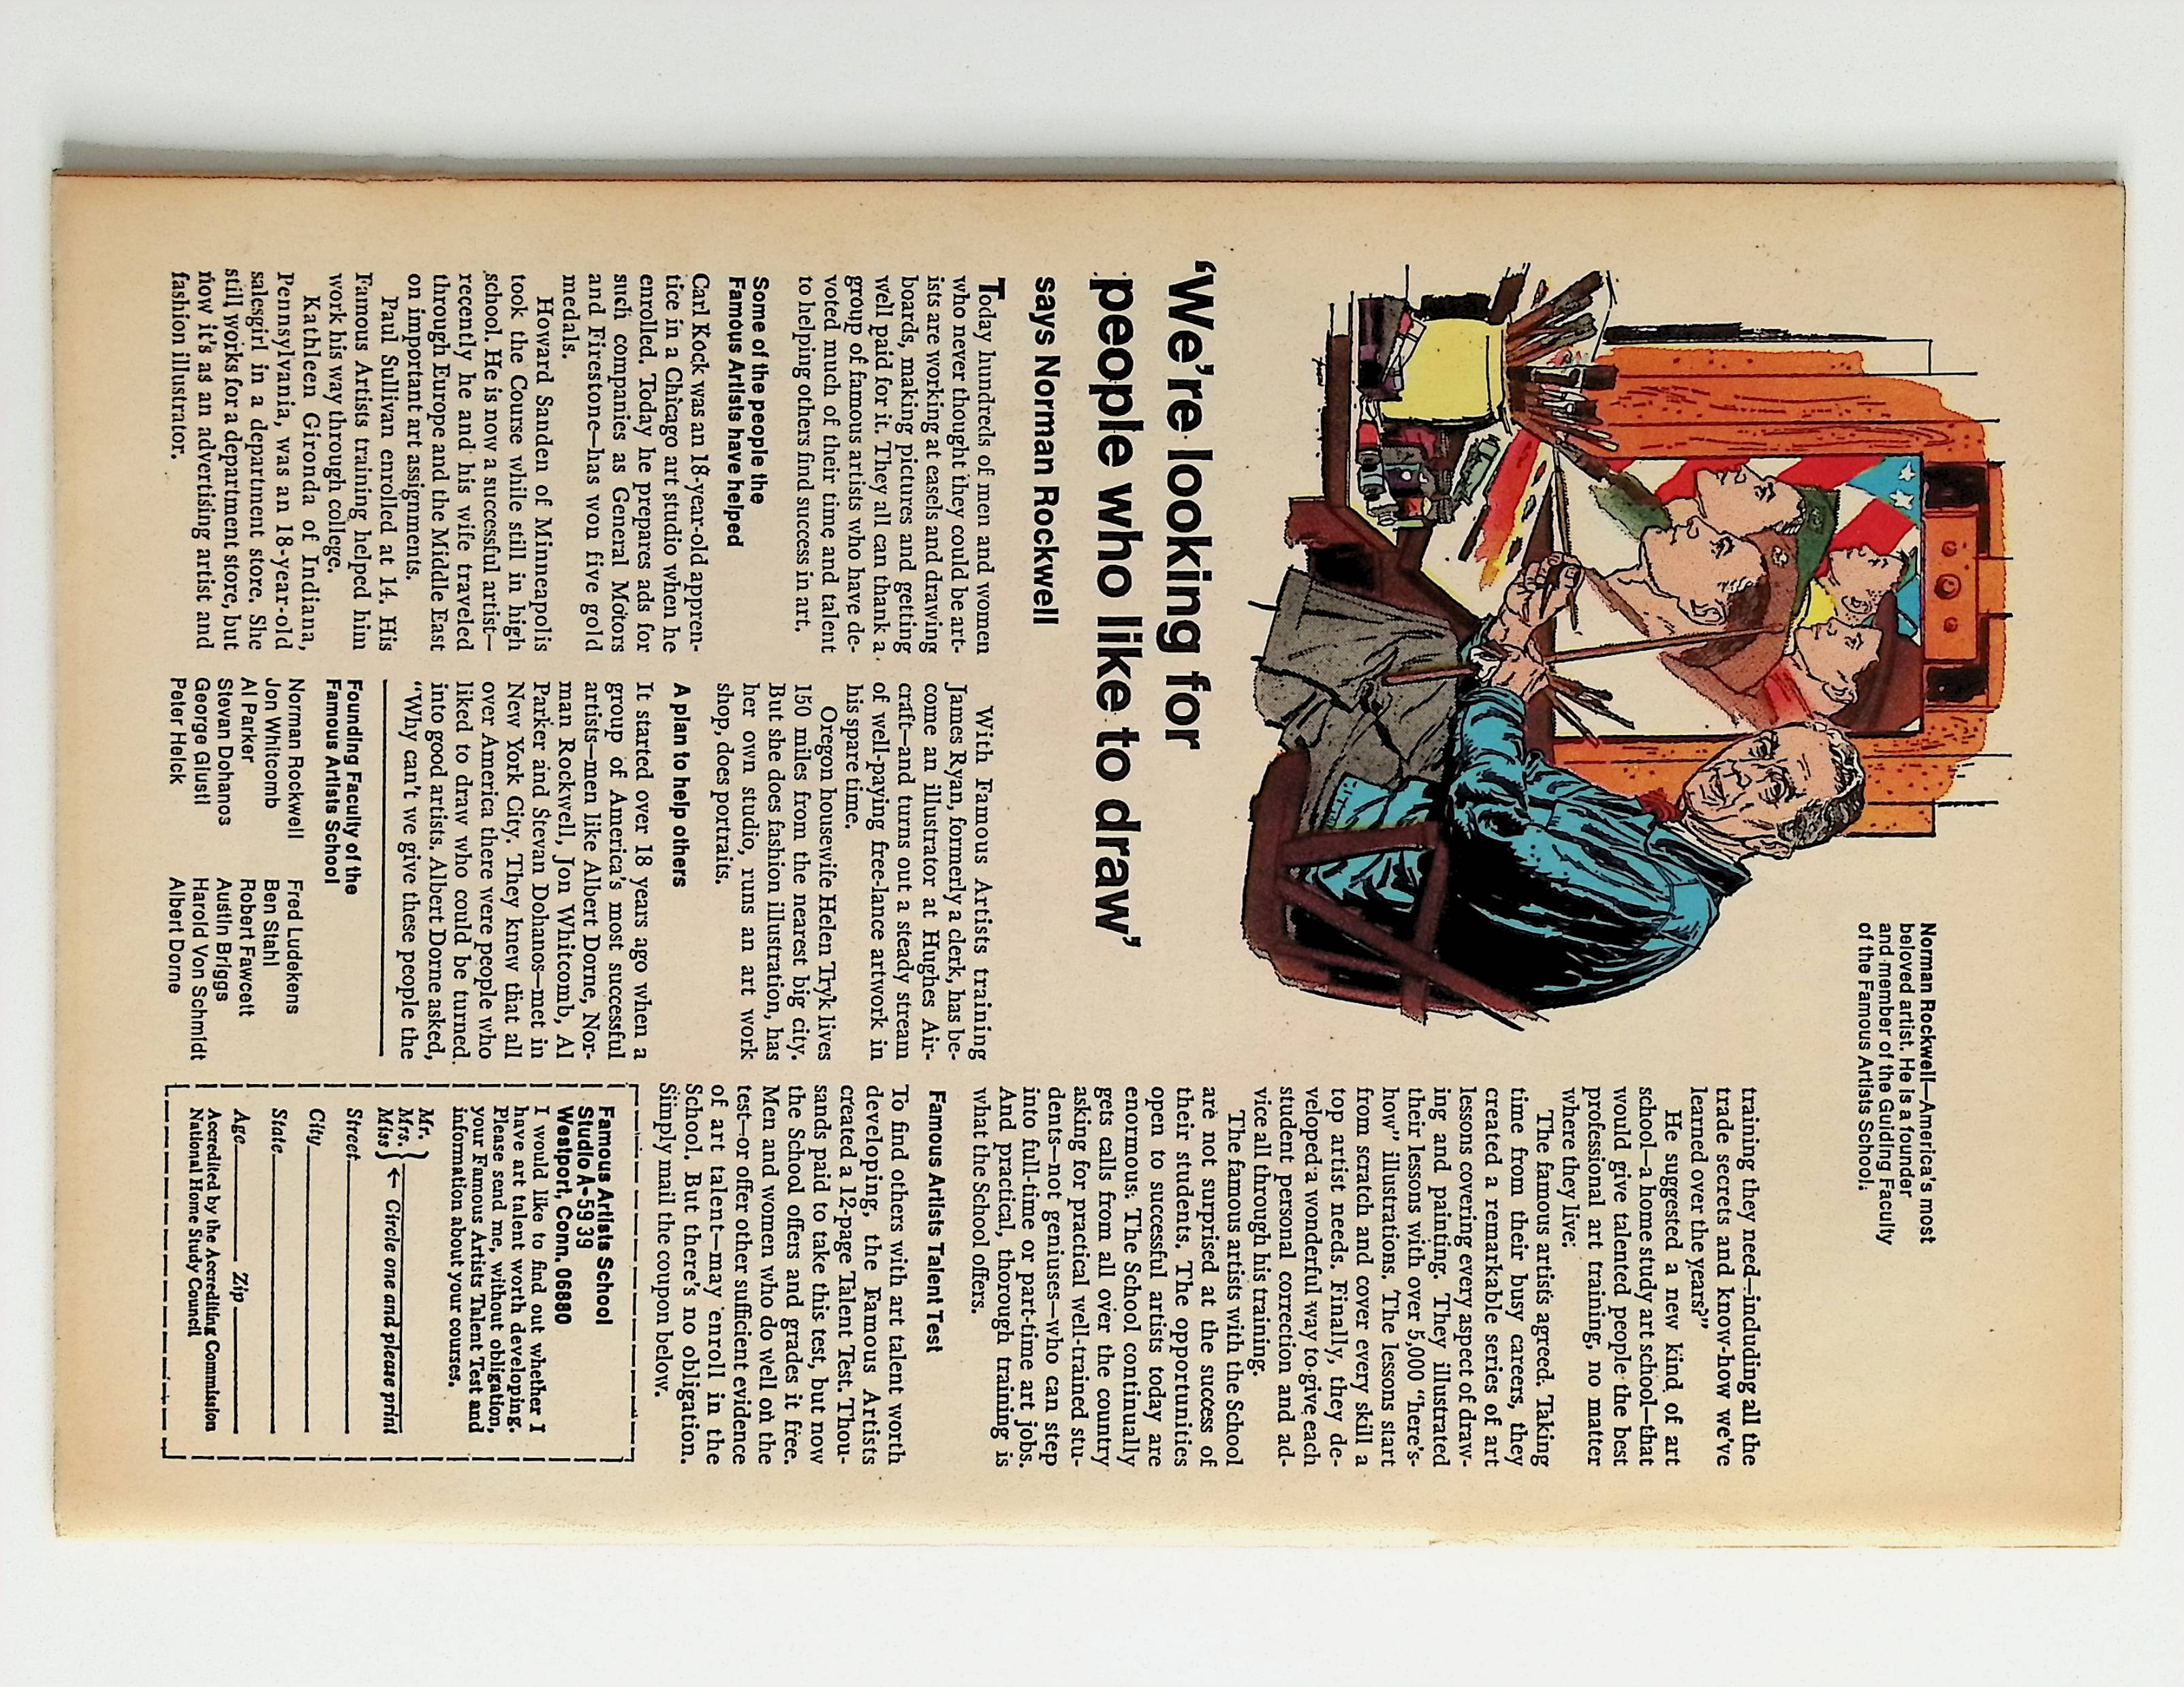 Norman Rockwell—America's most
beloved artist. He is a founder
and member of the Guiding Faculty
of the Famous Artists School.
'We're looking for
people who like to draw'
says Norman Rockwell
Today hundreds of men and women
who never thought they could be art-
ists are working at easels and drawing
boards, making pictures and getting
well paid for it. They all can thank a
group of famous artists who have de-
voted much of their time and talent
to helping others find success in art.
Some of the people the
Famous Artists have helped
Carl Kock was an 18-year-old appren-
tice in a Chicago art studio when he
enrolled. Today he prepares ads for
such companies as General Motors
and Firestone—has won five gold
medals.
Howard Sanden of Minneapolis
took the Course while still in high
school. He is now a successful artist—
recently he and his wife traveled
through Europe and the Middle East
on important art assignments.
Paul Sullivan enrolled at 14. His
Famous Artists training helped him
work his way through college.
Kathleen Gironda of Indiana,
Pennsylvania, was an 18-year-old
salesgirl in a department store. She
still works for a department store, but
now it's as an advertising artist and
fashion illustrator.
With Famous Artists training
James Ryan, formerly a clerk, has be-
come an illustrator at Hughes Air-
craft—and turns out a steady stream
of well-paying free-lance artwork in
his spare time.
Oregon housewife Helen Tryk lives
150 miles from the nearest big city.
But she does fashion illustration, has
her own studio, runs an art work
shop, does portraits.
A plan to help others
It started over 18 years ago when a
group of America's most successful
artists—men like Albert Dorne, Nor-
man Rockwell, Jon Whitcomb, Al
Parker and Stevan Dohanos—met in
New York City. They knew that all
over America there were people who
liked to draw who could be turned
into good artists. Albert Dorne asked,
"Why can't we give these people the
Founding Faculty of the
Famous Artists School
Norman Rockwell
Jon Whitcomb
Al Parker
Stevan Dohanos
George Giusti
Peter Helck
Fred Ludekens
Ben Stahl
Robert Fawcett
Austin Briggs
Harold Von Schmidt
Albert Dorne
training they need—including all the
trade secrets and know-how we've
learned over the years?"
He suggested a new kind of art
school—a home study art school—that
would give talented people the best
professional art training, no matter
where they live.
The famous artists agreed. Taking
time from their busy careers, they
created a remarkable series of art
lessons covering every aspect of draw-
ing and painting. They illustrated
their lessons with over 5,000 "here's-
how" illustrations. The lessons start
from scratch and cover every skill a
top artist needs. Finally, they de-
veloped a wonderful way to give each
student personal correction and ad-
vice all through his training.
The famous artists with the School
are not surprised at the success of
their students. The opportunities
open to successful artists today are
enormous: The School continually
gets calls from all over the country
asking for practical well-trained stu-
dents—not geniuses—who can step
into full-time or part-time art jobs.
And practical, thorough training is
what the School offers.
Famous Artists Talent Test
To find others with art talent worth
developing, the Famous Artists
created a 12-page Talent Test. Thou-
sands paid to take this test, but now
the School offers and grades it free.
Men and women who do well on the
test—or offer other sufficient evidence
of art talent—may enroll in the
School. But there's no obligation.
Simply mail the coupon below.
Famous Artists School
Studio A-5939
Westport, Conn. 06880
I would like to find out whether I
have art talent worth developing.
Please send me, without obligation,
your Famous Artists Talent Test and
information about your courses.
Mr.
Mrs.
Miss
← Circle one and please print
Street
City
State
Age Zip
Accredited by the Accrediting Commission
National Home Study Council